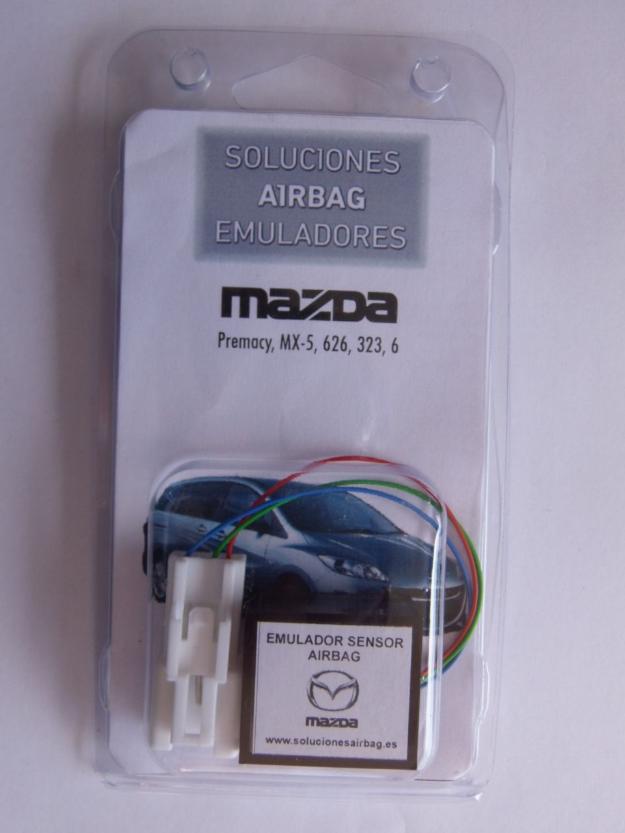 SOLUCIONES
AIRBAG
EMULADORES
mazda
Premacy, MX-5, 626, 323, 6
EMULADOR SENSOR
AIRBAG
mazda
www.solucionesairbag.es